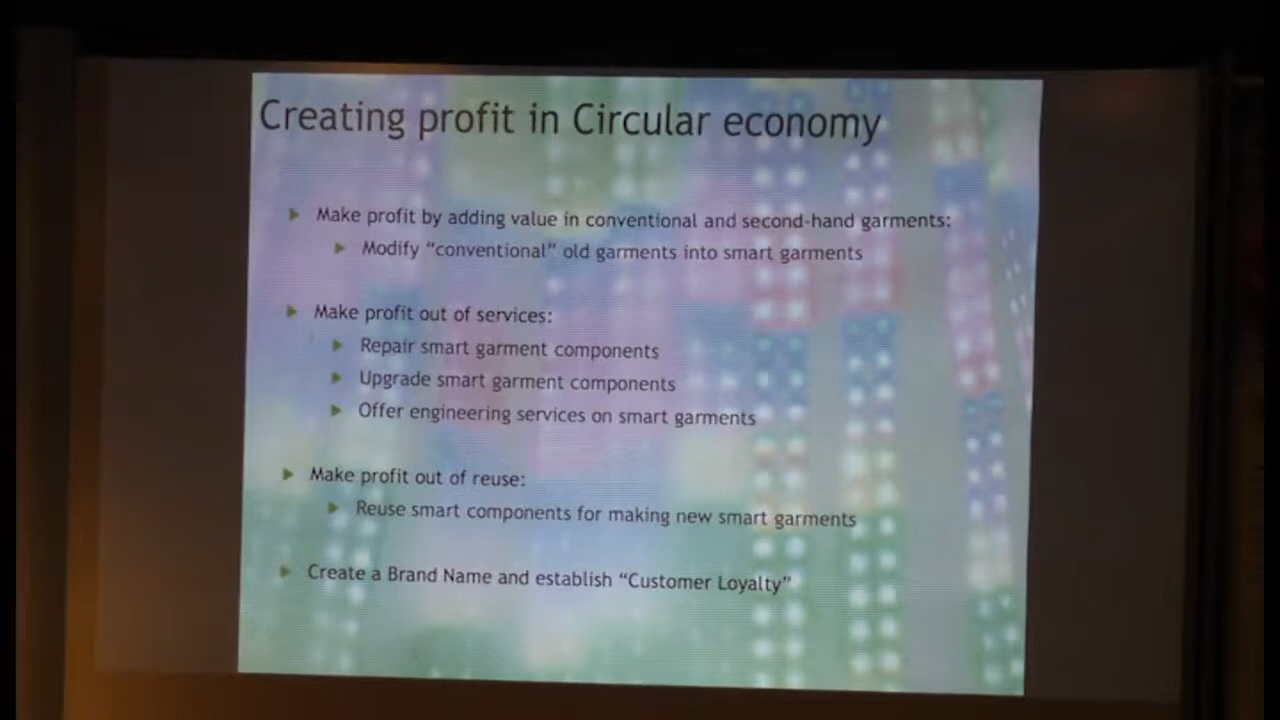 Creating profit in Circular economy
Make profit by adding value in conventional and second-hand garments:
Modify “conventional” old garments into smart garments
Make profit out of services:
Repair smart garment components
Upgrade smart garment components
Offer engineering services on smart garments
Make profit out of reuse:
Reuse smart components for making new smart garments
Create a Brand Name and establish “Customer Loyalty”